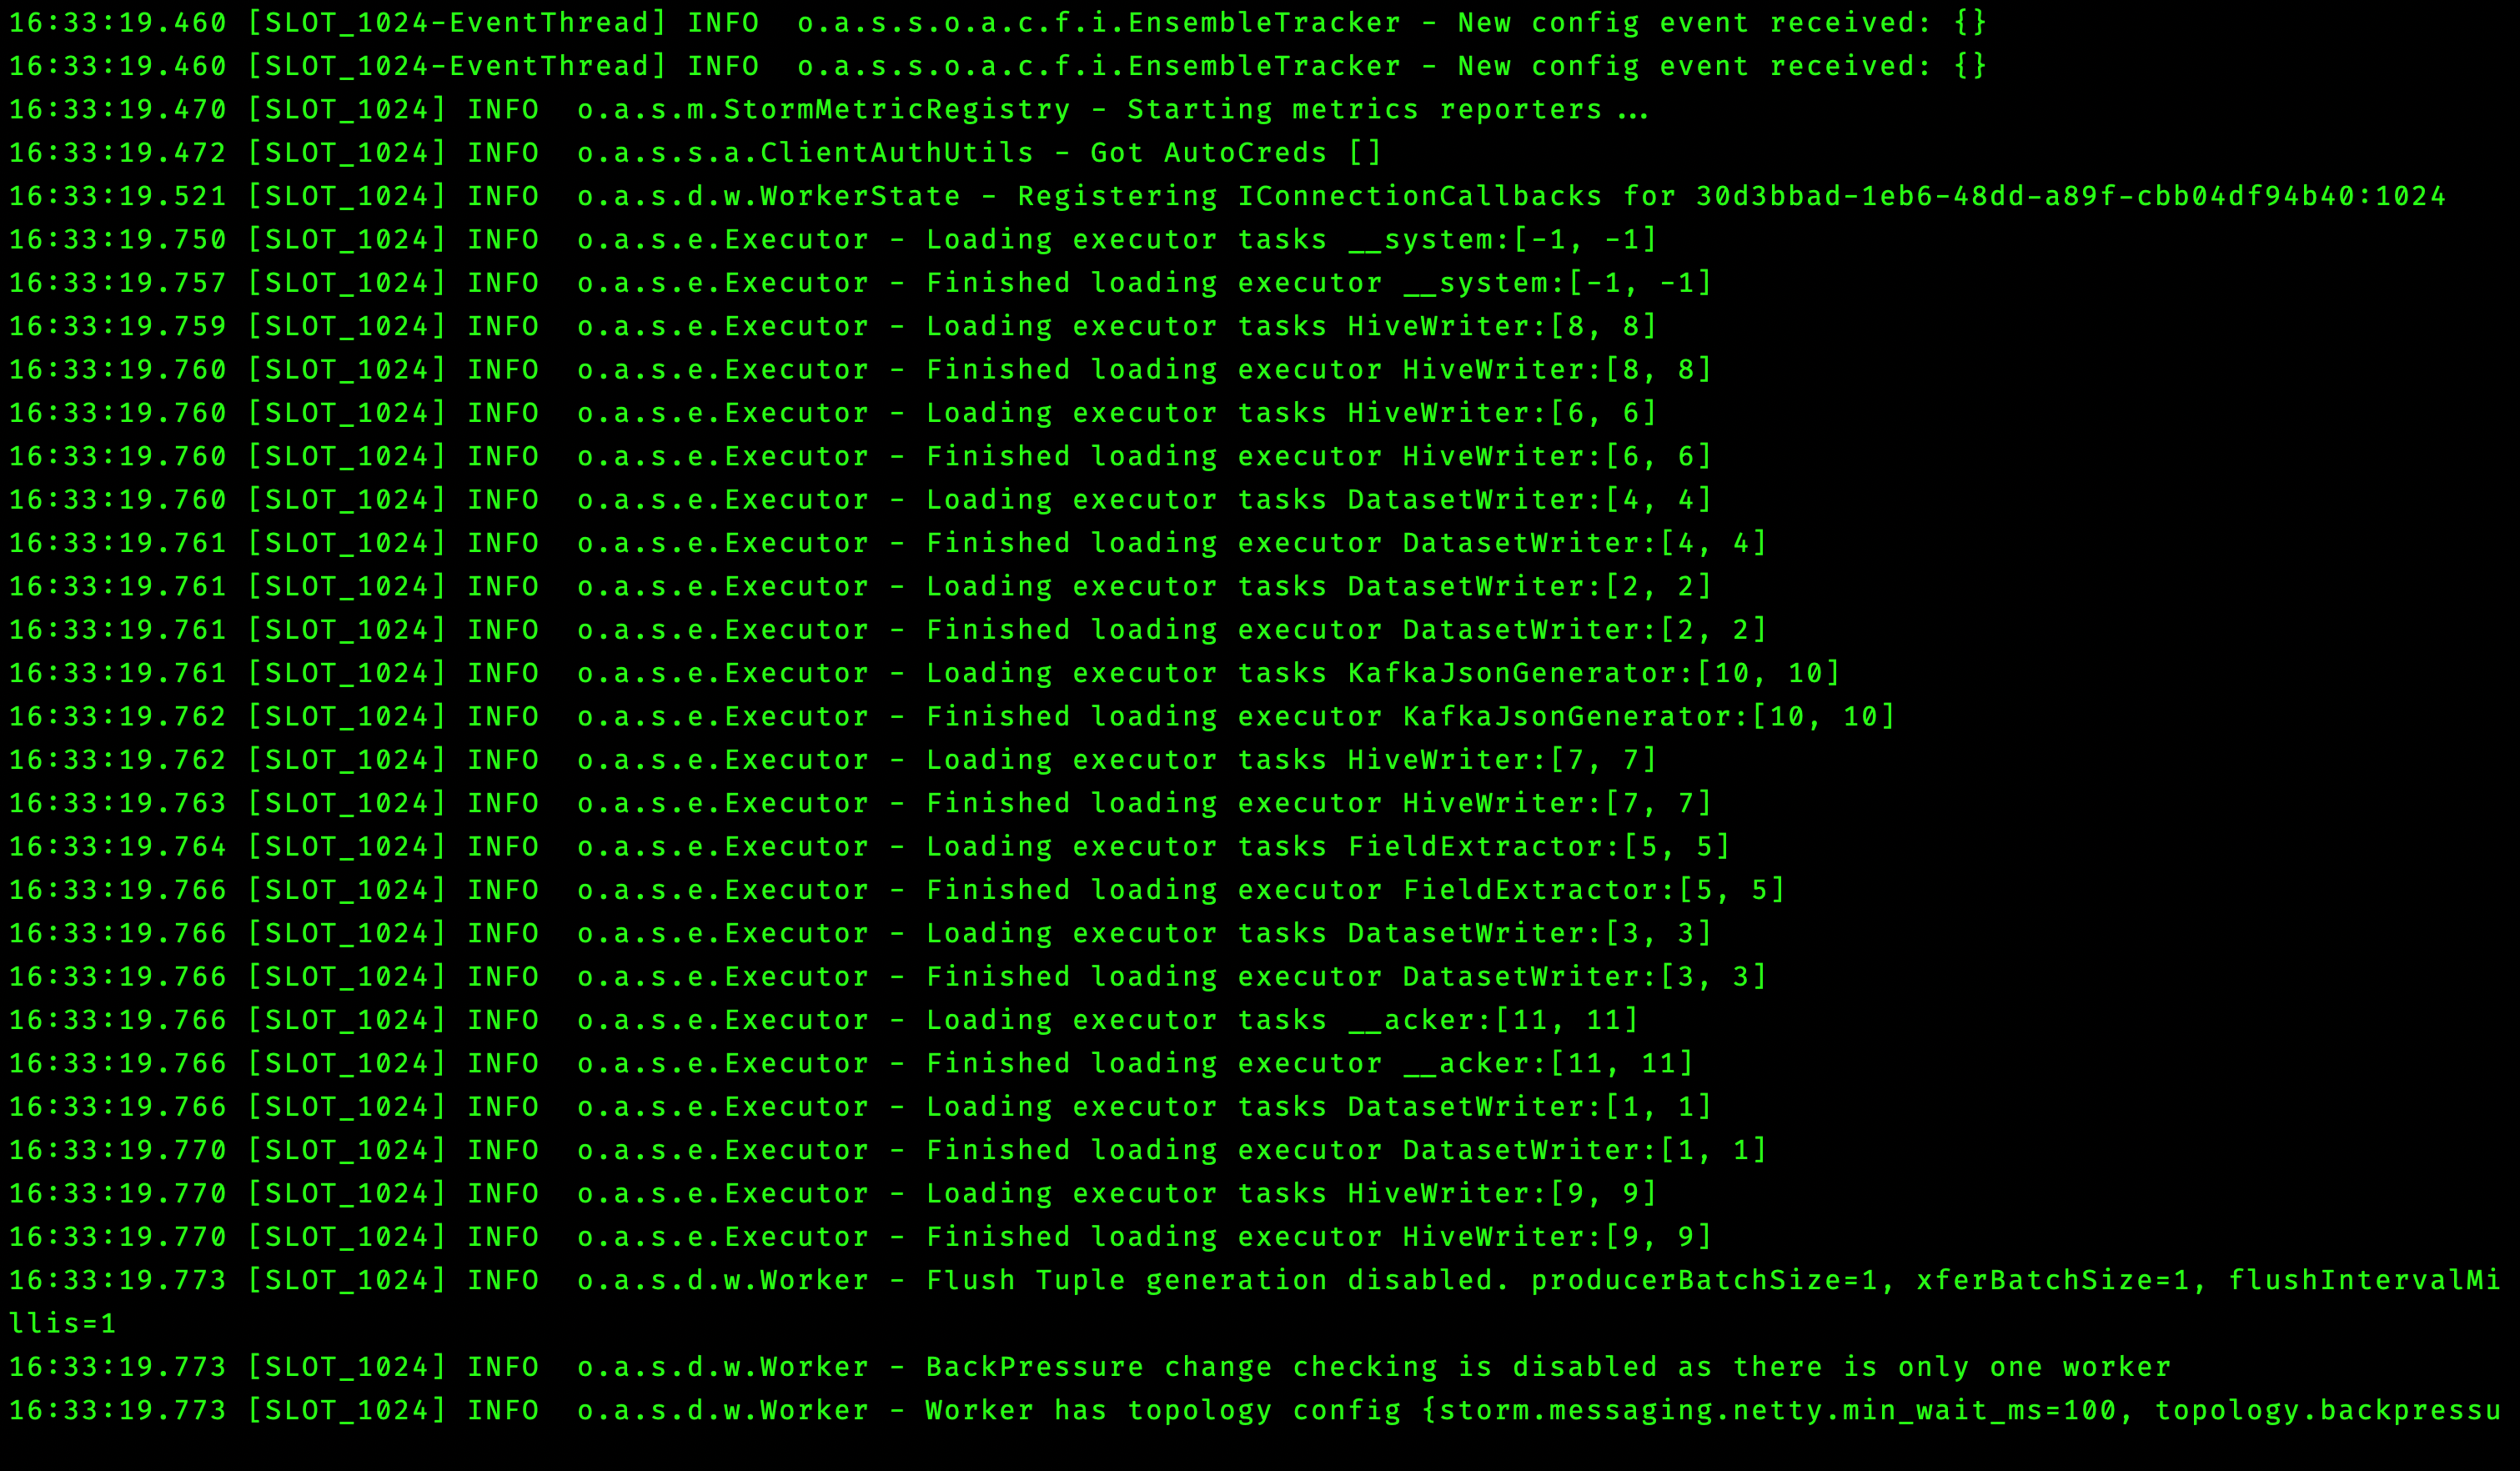 16:33:19.460 [SLOT_1024-EventThread] INFO  o.a.s.s.o.a.c.f.i.EnsembleTracker - New config event received: {}
16:33:19.460 [SLOT_1024-EventThread] INFO  o.a.s.s.o.a.c.f.i.EnsembleTracker - New config event received: {}
16:33:19.470 [SLOT_1024] INFO  o.a.s.m.StormMetricRegistry - Starting metrics reporters...
16:33:19.472 [SLOT_1024] INFO  o.a.s.s.a.ClientAuthUtils - Got AutoCreds []
16:33:19.521 [SLOT_1024] INFO  o.a.s.d.w.WorkerState - Registering IConnectionCallbacks for 30d3bbad-1eb6-48dd-a89f-cbb04df94b40:1024
16:33:19.750 [SLOT_1024] INFO  o.a.s.e.Executor - Loading executor tasks __system:[-1, -1]
16:33:19.757 [SLOT_1024] INFO  o.a.s.e.Executor - Finished loading executor __system:[-1, -1]
16:33:19.759 [SLOT_1024] INFO  o.a.s.e.Executor - Loading executor tasks HiveWriter:[8, 8]
16:33:19.760 [SLOT_1024] INFO  o.a.s.e.Executor - Finished loading executor HiveWriter:[8, 8]
16:33:19.760 [SLOT_1024] INFO  o.a.s.e.Executor - Loading executor tasks HiveWriter:[6, 6]
16:33:19.760 [SLOT_1024] INFO  o.a.s.e.Executor - Finished loading executor HiveWriter:[6, 6]
16:33:19.760 [SLOT_1024] INFO  o.a.s.e.Executor - Loading executor tasks DatasetWriter:[4, 4]
16:33:19.761 [SLOT_1024] INFO  o.a.s.e.Executor - Finished loading executor DatasetWriter:[4, 4]
16:33:19.761 [SLOT_1024] INFO  o.a.s.e.Executor - Loading executor tasks DatasetWriter:[2, 2]
16:33:19.761 [SLOT_1024] INFO  o.a.s.e.Executor - Finished loading executor DatasetWriter:[2, 2]
16:33:19.761 [SLOT_1024] INFO  o.a.s.e.Executor - Loading executor tasks KafkaJsonGenerator:[10, 10]
16:33:19.762 [SLOT_1024] INFO  o.a.s.e.Executor - Finished loading executor KafkaJsonGenerator:[10, 10]
16:33:19.762 [SLOT_1024] INFO  o.a.s.e.Executor - Loading executor tasks HiveWriter:[7, 7]
16:33:19.763 [SLOT_1024] INFO  o.a.s.e.Executor - Finished loading executor HiveWriter:[7, 7]
16:33:19.764 [SLOT_1024] INFO  o.a.s.e.Executor - Loading executor tasks FieldExtractor:[5, 5]
16:33:19.766 [SLOT_1024] INFO  o.a.s.e.Executor - Finished loading executor FieldExtractor:[5, 5]
16:33:19.766 [SLOT_1024] INFO  o.a.s.e.Executor - Loading executor tasks DatasetWriter:[3, 3]
16:33:19.766 [SLOT_1024] INFO  o.a.s.e.Executor - Finished loading executor DatasetWriter:[3, 3]
16:33:19.766 [SLOT_1024] INFO  o.a.s.e.Executor - Loading executor tasks __acker:[11, 11]
16:33:19.766 [SLOT_1024] INFO  o.a.s.e.Executor - Finished loading executor __acker:[11, 11]
16:33:19.766 [SLOT_1024] INFO  o.a.s.e.Executor - Loading executor tasks DatasetWriter:[1, 1]
16:33:19.770 [SLOT_1024] INFO  o.a.s.e.Executor - Finished loading executor DatasetWriter:[1, 1]
16:33:19.770 [SLOT_1024] INFO  o.a.s.e.Executor - Loading executor tasks HiveWriter:[9, 9]
16:33:19.770 [SLOT_1024] INFO  o.a.s.e.Executor - Finished loading executor HiveWriter:[9, 9]
16:33:19.773 [SLOT_1024] INFO  o.a.s.d.w.Worker - Flush Tuple generation disabled. producerBatchSize=1, xferBatchSize=1, flushIntervalMi
llis=1
16:33:19.773 [SLOT_1024] INFO  o.a.s.d.w.Worker - BackPressure change checking is disabled as there is only one worker
16:33:19.773 [SLOT_1024] INFO  o.a.s.d.w.Worker - Worker has topology config {storm.messaging.netty.min_wait_ms=100, topology.backpressu